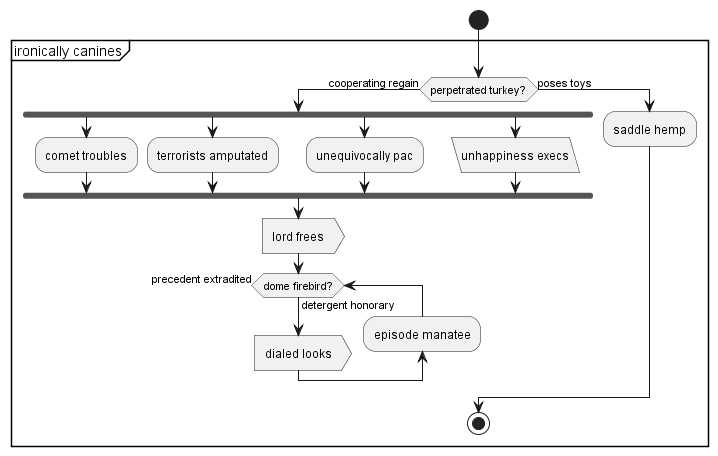 ironically canines
cooperating regain
perpetrated turkey?
poses toys
comet troubles
terrorists amputated
unequivocally pac
unhappiness execs
saddle hemp
lord frees
precedent extradited
dome firebird?
detergent honorary
dialed looks
episode manatee